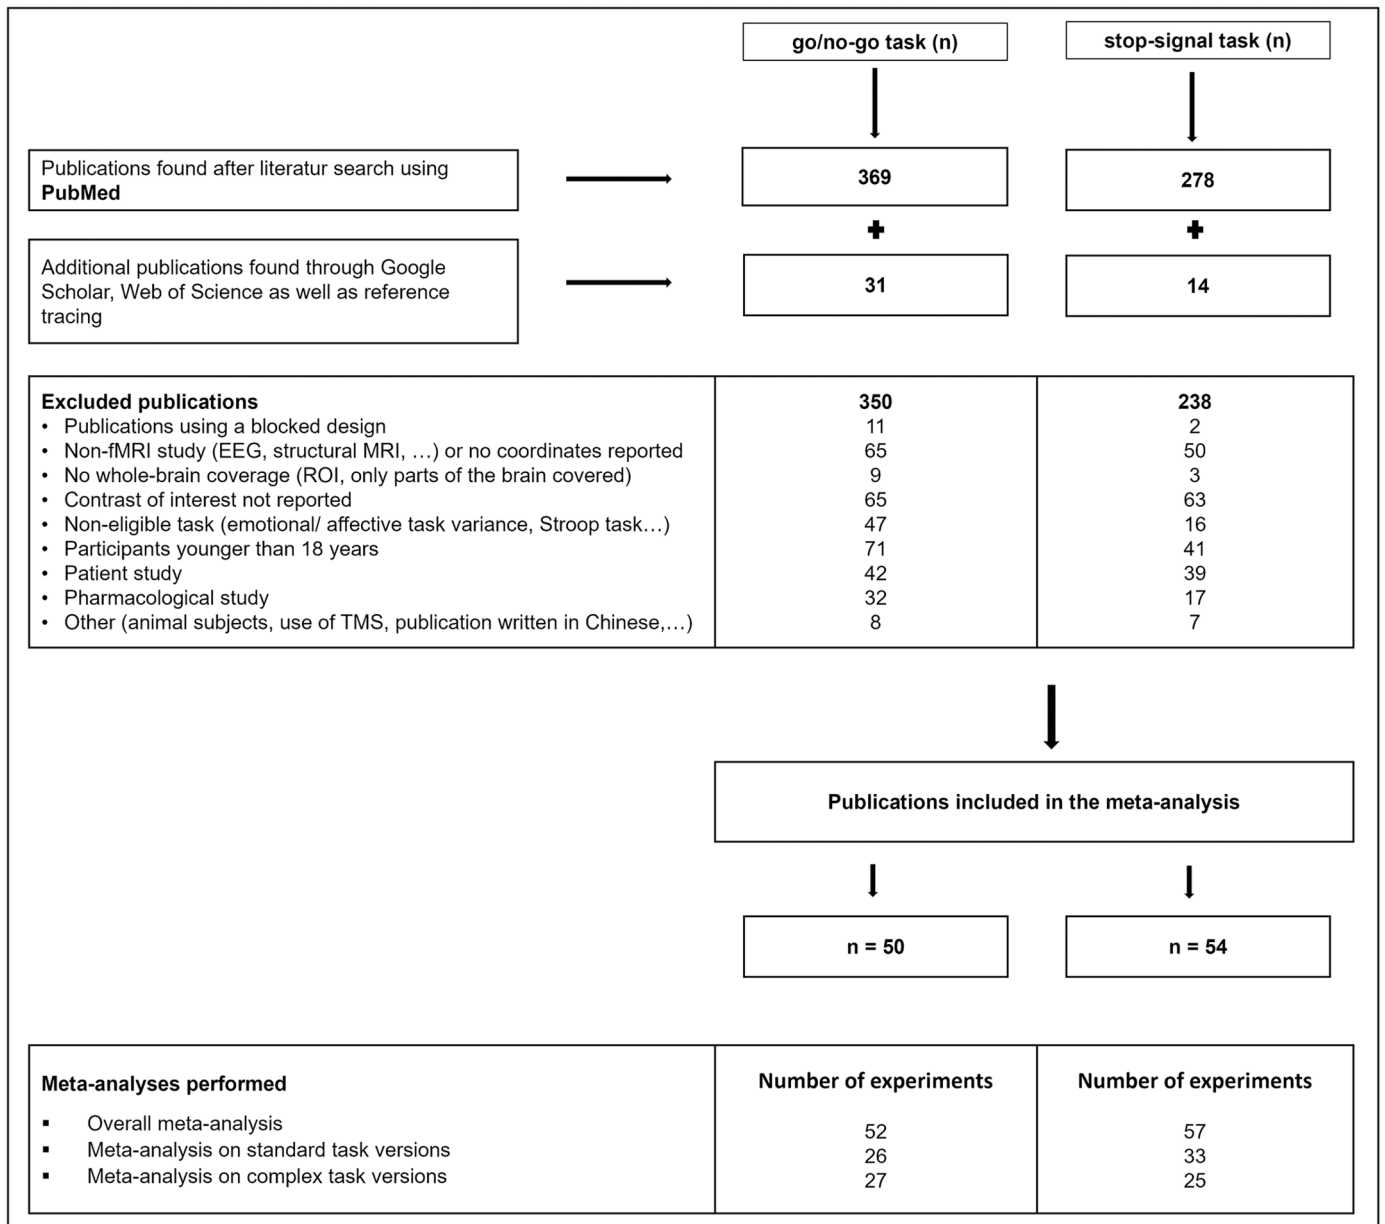 go/no-go task (n)
stop-signal task (n)
Publications found after literatur search using
PubMed
369
278
Additional publications found through Google
Scholar, Web of Science as well as reference
tracing
31
14
Excluded publications 350 238
• Publications using a blocked design 11 2
• Non-fMRI study (EEG, structural MRI, …) or no coordinates reported 65 50
• No whole-brain coverage (ROI, only parts of the brain covered) 9 3
• Contrast of interest not reported 65 63
• Non-eligible task (emotional/ affective task variance, Stroop task…) 47 16
• Participants younger than 18 years 71 41
• Patient study 42 39
• Pharmacological study 32 17
• Other (animal subjects, use of TMS, publication written in Chinese,…) 8 7
Publications included in the meta-analysis
n = 50
n = 54
Meta-analyses performed Number of experiments Number of experiments
▪ Overall meta-analysis 52 57
▪ Meta-analysis on standard task versions 26 33
▪ Meta-analysis on complex task versions 27 25